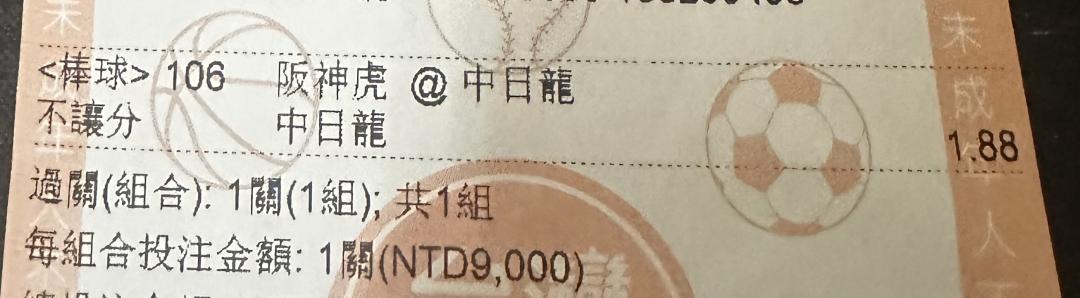 <棒球> 106 阪神虎 @ 中日龍
不讓分 中日龍 1.88
過關(組合): 1關(1組); 共1組
每組合投注金額: 1關(NTD9,000)